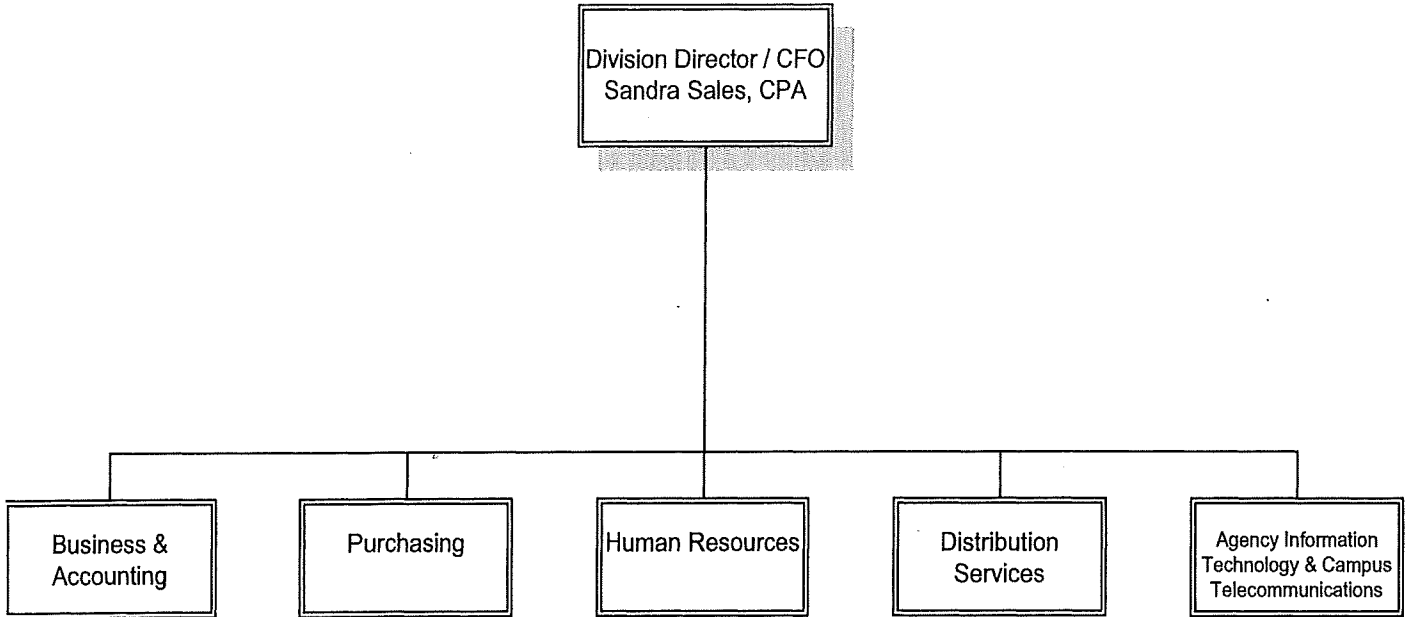 Division Director / CFO
Sandra Sales, CPA
Business &
Accounting
Purchasing
Human Resources
Distribution
Services
Agency Information
Technology & Campus
Telecommunications